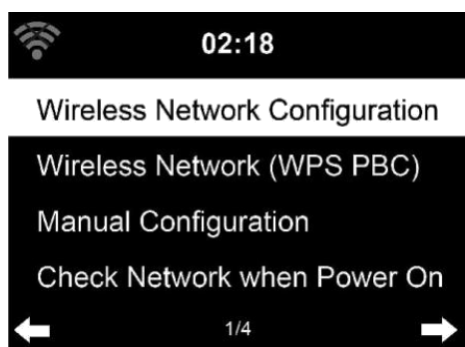 02:18
Wireless Network Configuration
Wireless Network (WPS PBC)
Manual Configuration
Check Network when Power On
1/4